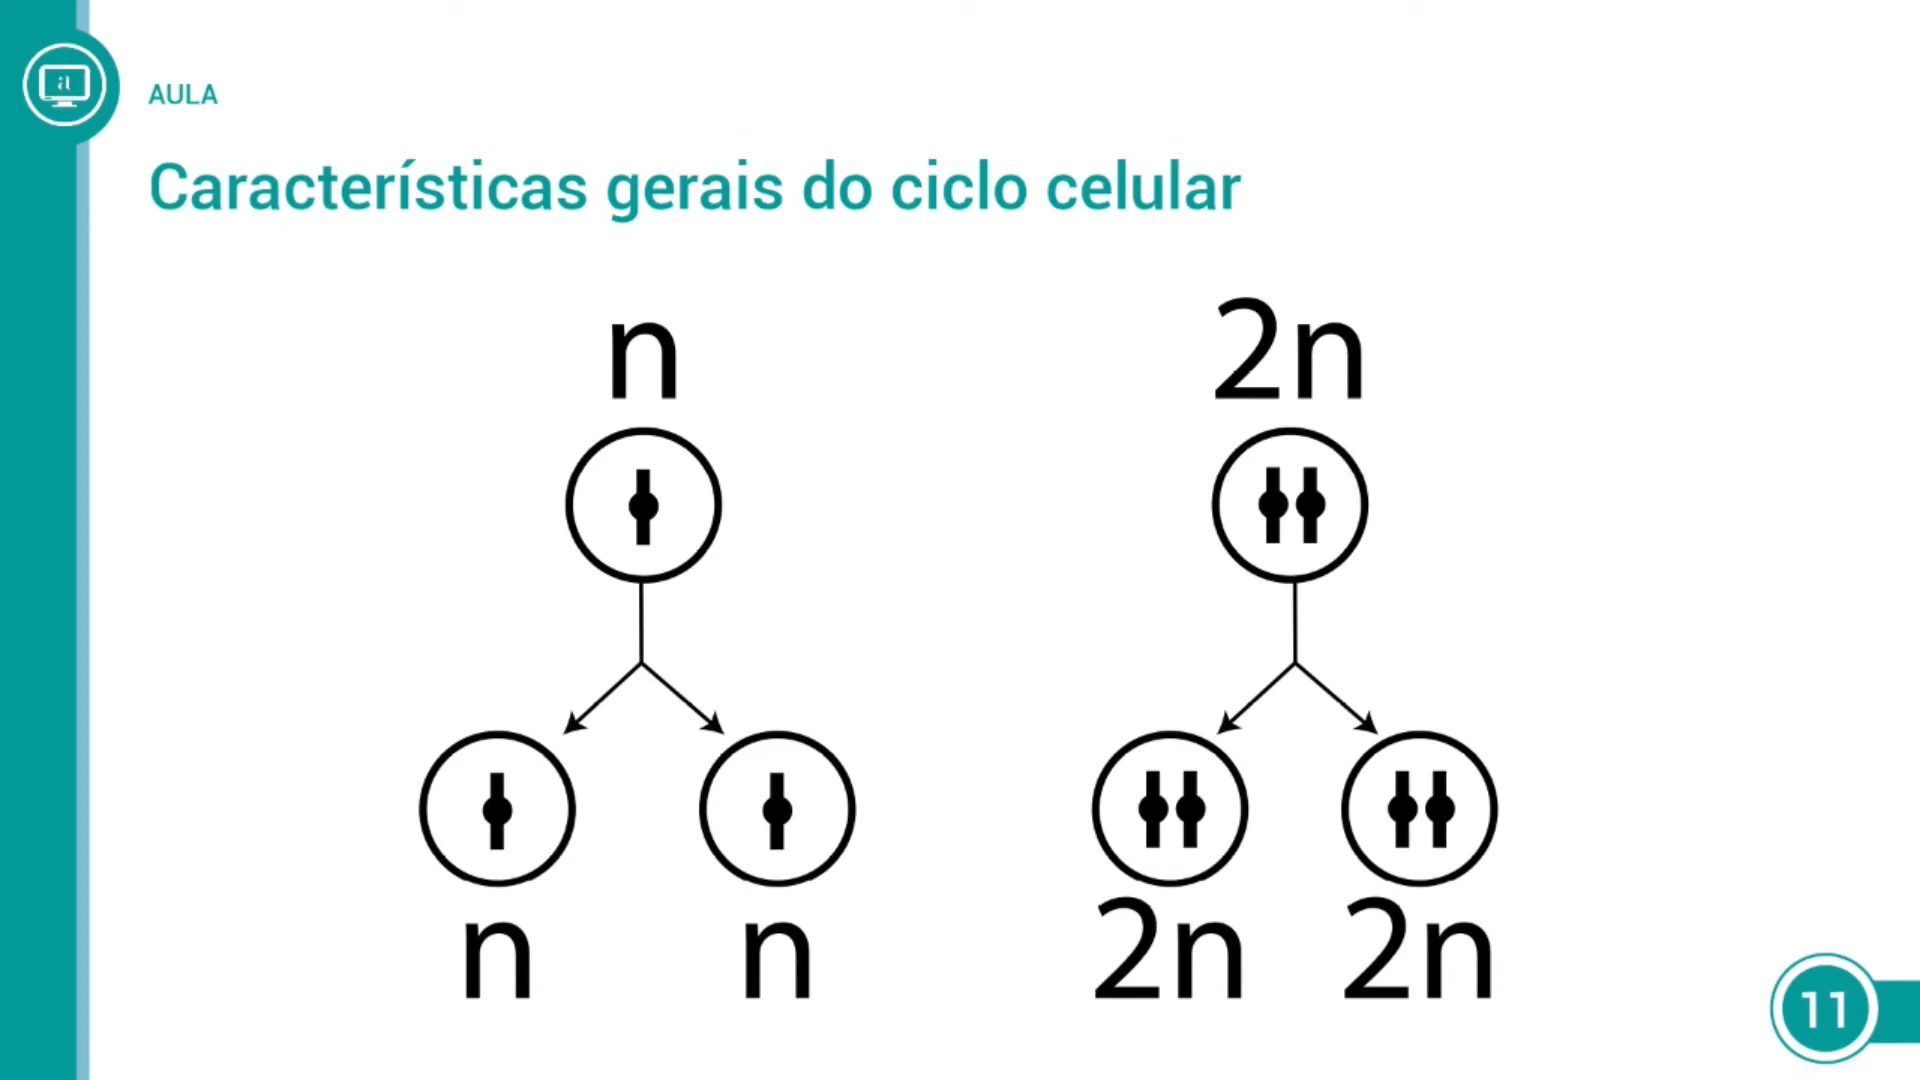 a
AULA
Características gerais do ciclo celular
n 2n
n n 2n 2n
11